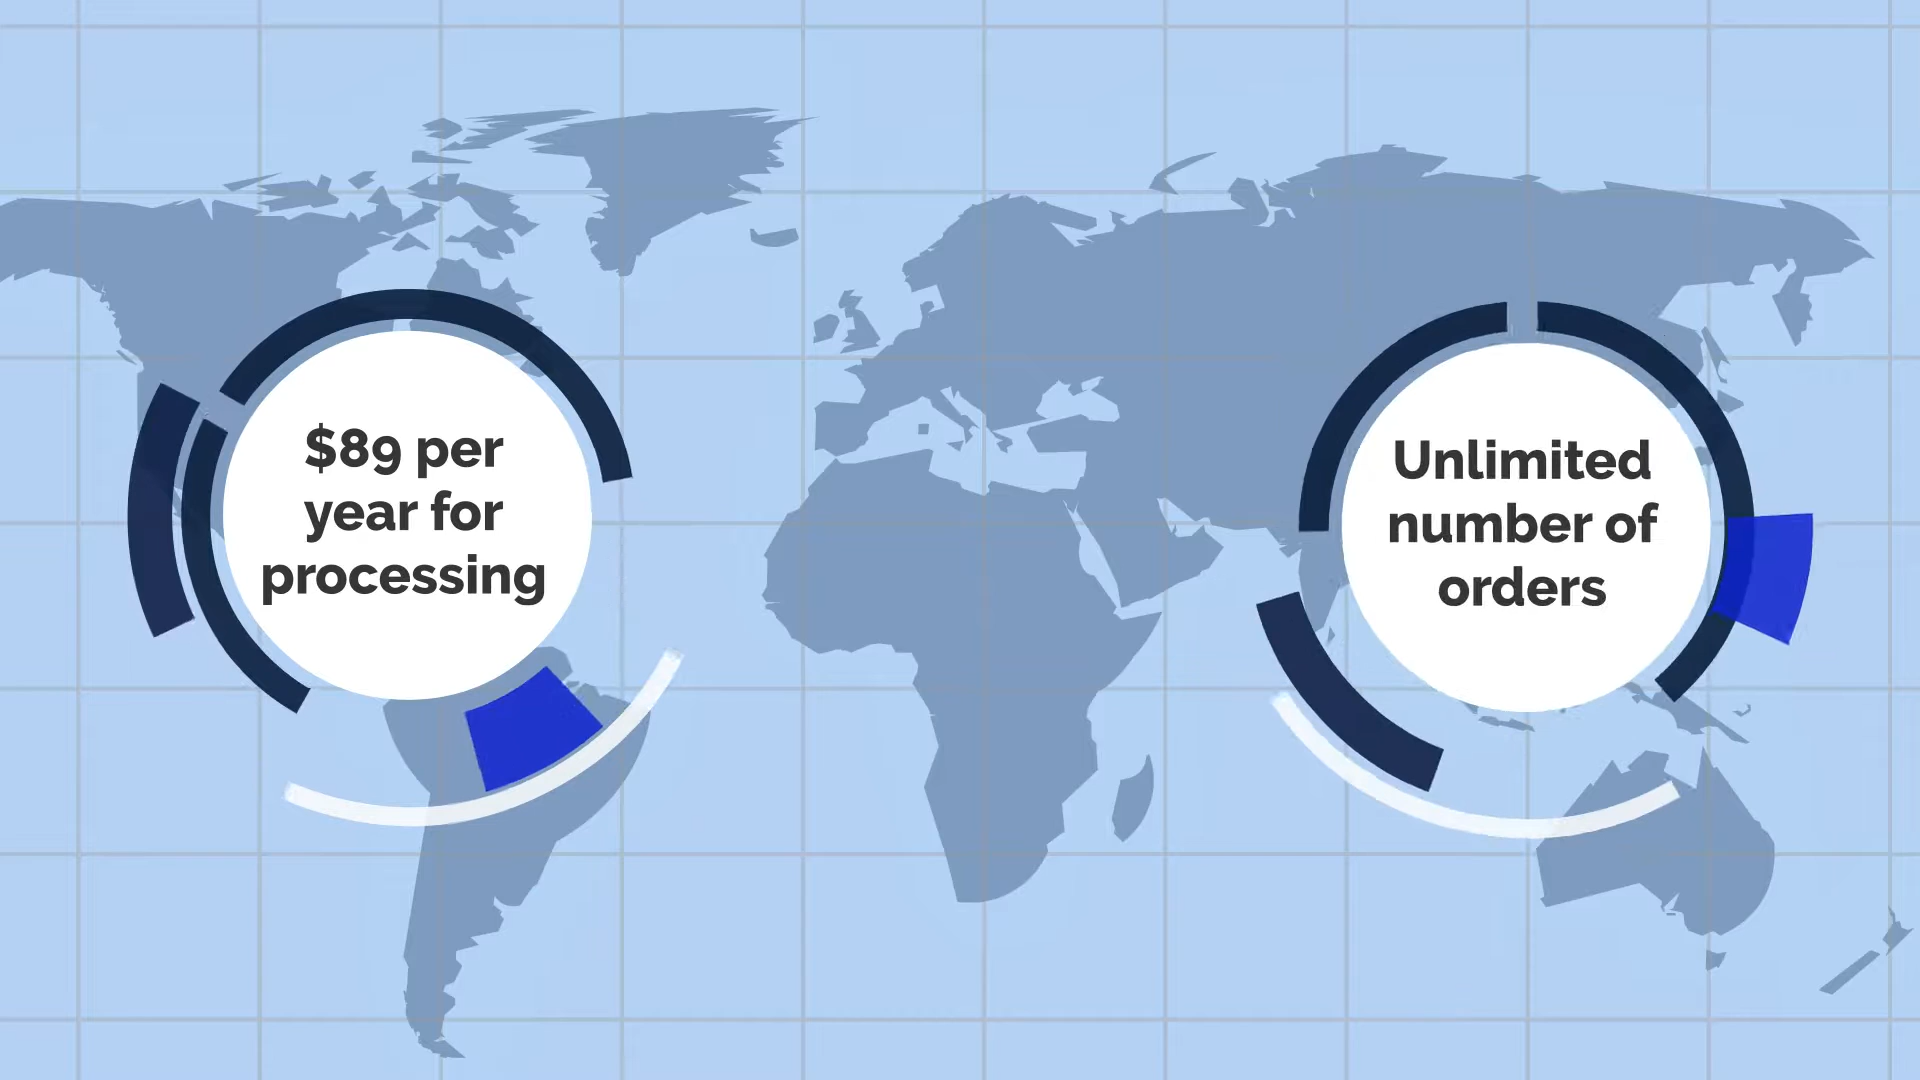 $89 per
year for
processing
Unlimited
number of
orders